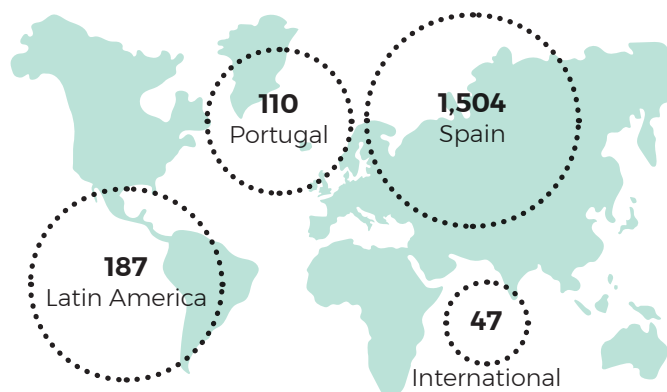 110
Portugal
1,504
Spain
187
Latin America
47
International